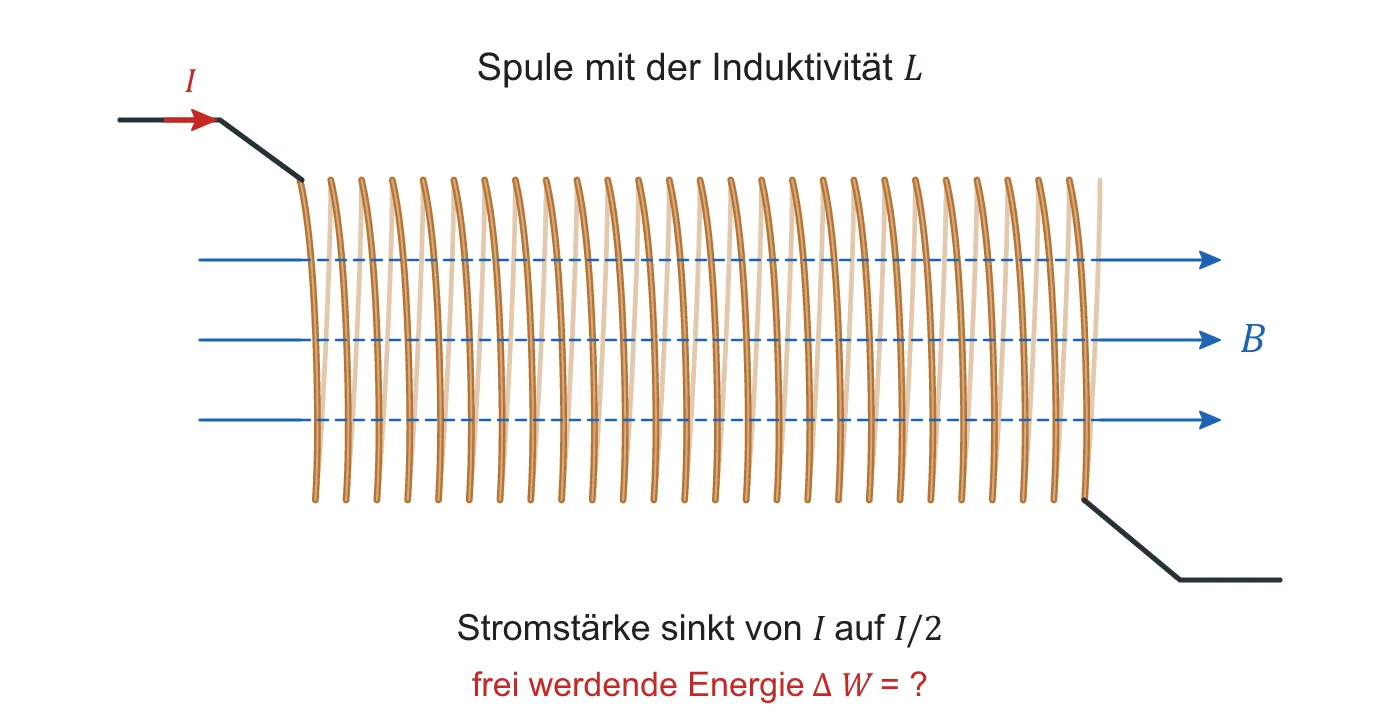 Spule mit der Induktivität L
I
B
Stromstärke sinkt von I auf I/2
frei werdende Energie Δ W = ?